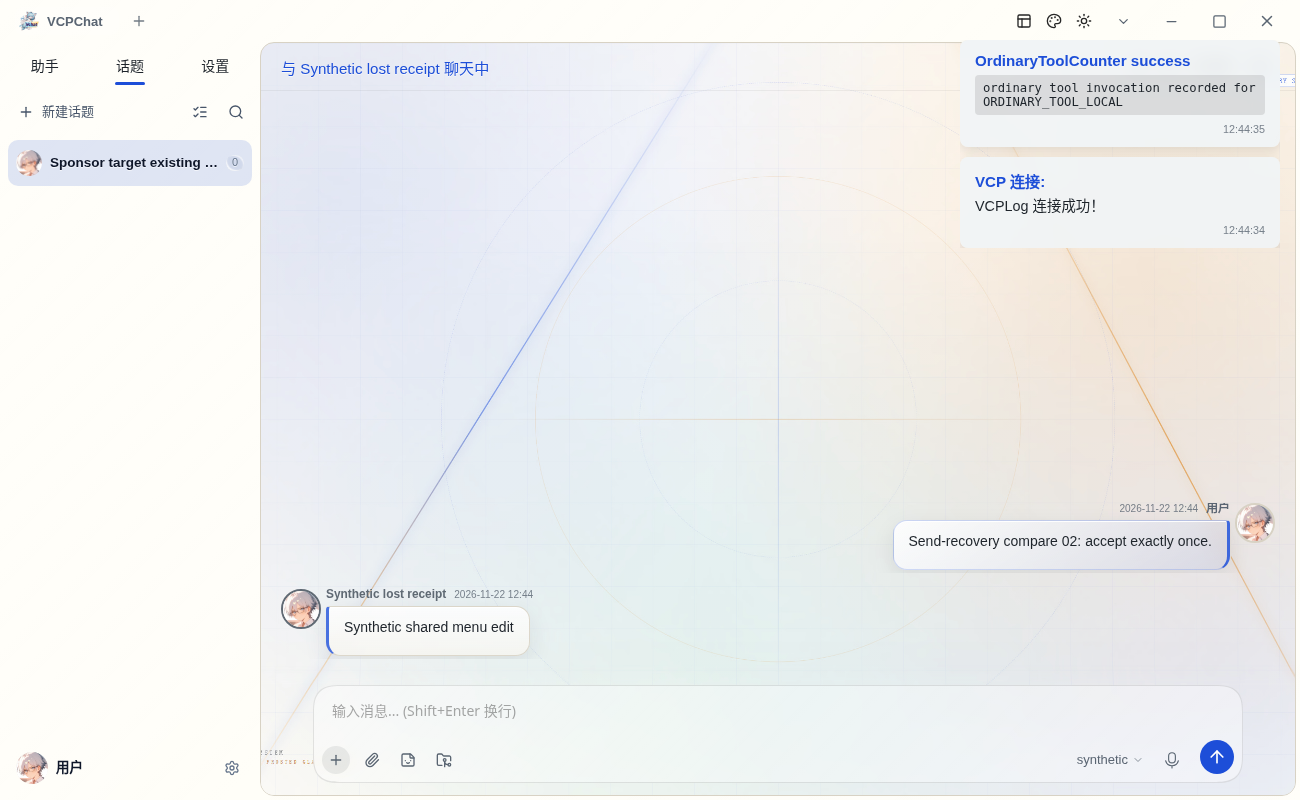 VCPChat
助手
话题
设置
新建话题
Sponsor target existing …
0
用户
与 Synthetic lost receipt 聊天中
OrdinaryToolCounter success
ordinary tool invocation recorded for
ORDINARY_TOOL_LOCAL
12:44:35
VCP 连接:
VCPLog 连接成功!
12:44:34
2026-11-22 12:44 用户
Send-recovery compare 02: accept exactly once.
Synthetic lost receipt 2026-11-22 12:44
Synthetic shared menu edit
输入消息... (Shift+Enter 换行)
synthetic